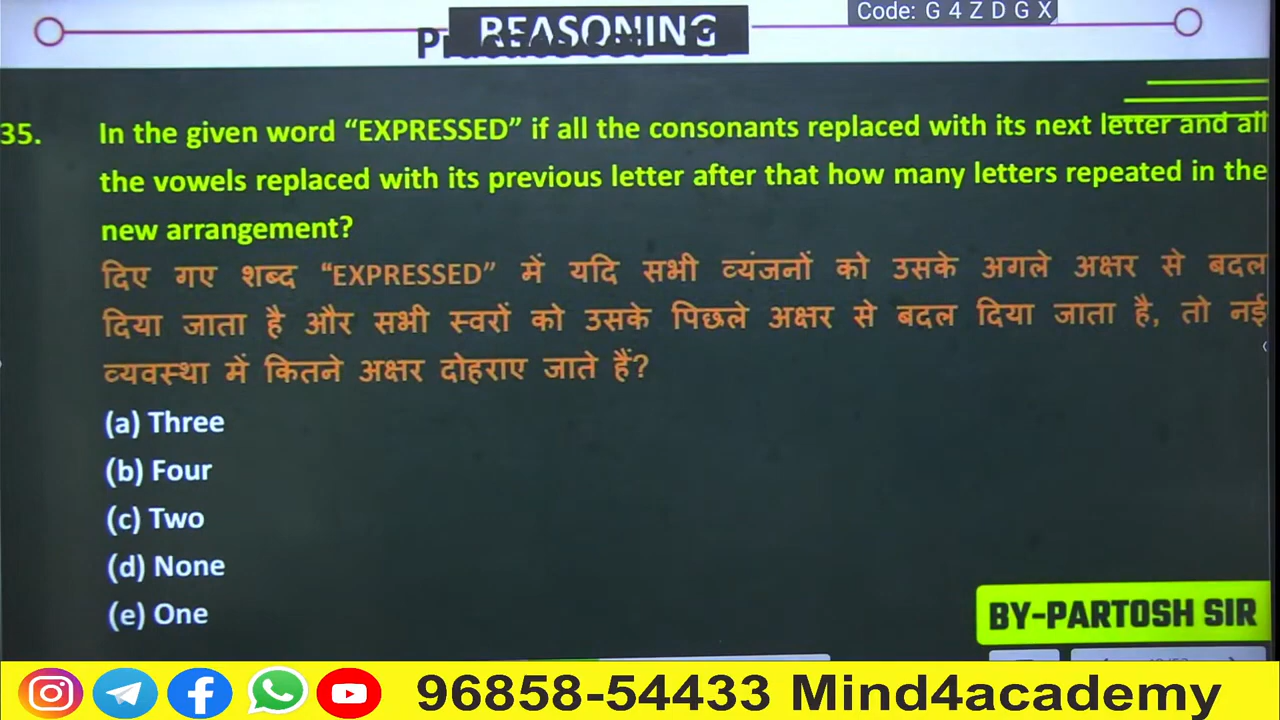 REASONING
Code: G 4 Z D G X
35. In the given word “EXPRESSED” if all the consonants replaced with its next letter and all
the vowels replaced with its previous letter after that how many letters repeated in the
new arrangement?
दिए गए शब्द “EXPRESSED” में यदि सभी व्यंजनों को उसके अगले अक्षर से बदल
दिया जाता है और सभी स्वरों को उसके पिछले अक्षर से बदल दिया जाता है, तो नई
व्यवस्था में कितने अक्षर दोहराए जाते हैं?
(a) Three
(b) Four
(c) Two
(d) None
(e) One
BY-PARTOSH SIR
96858-54433 Mind4academy